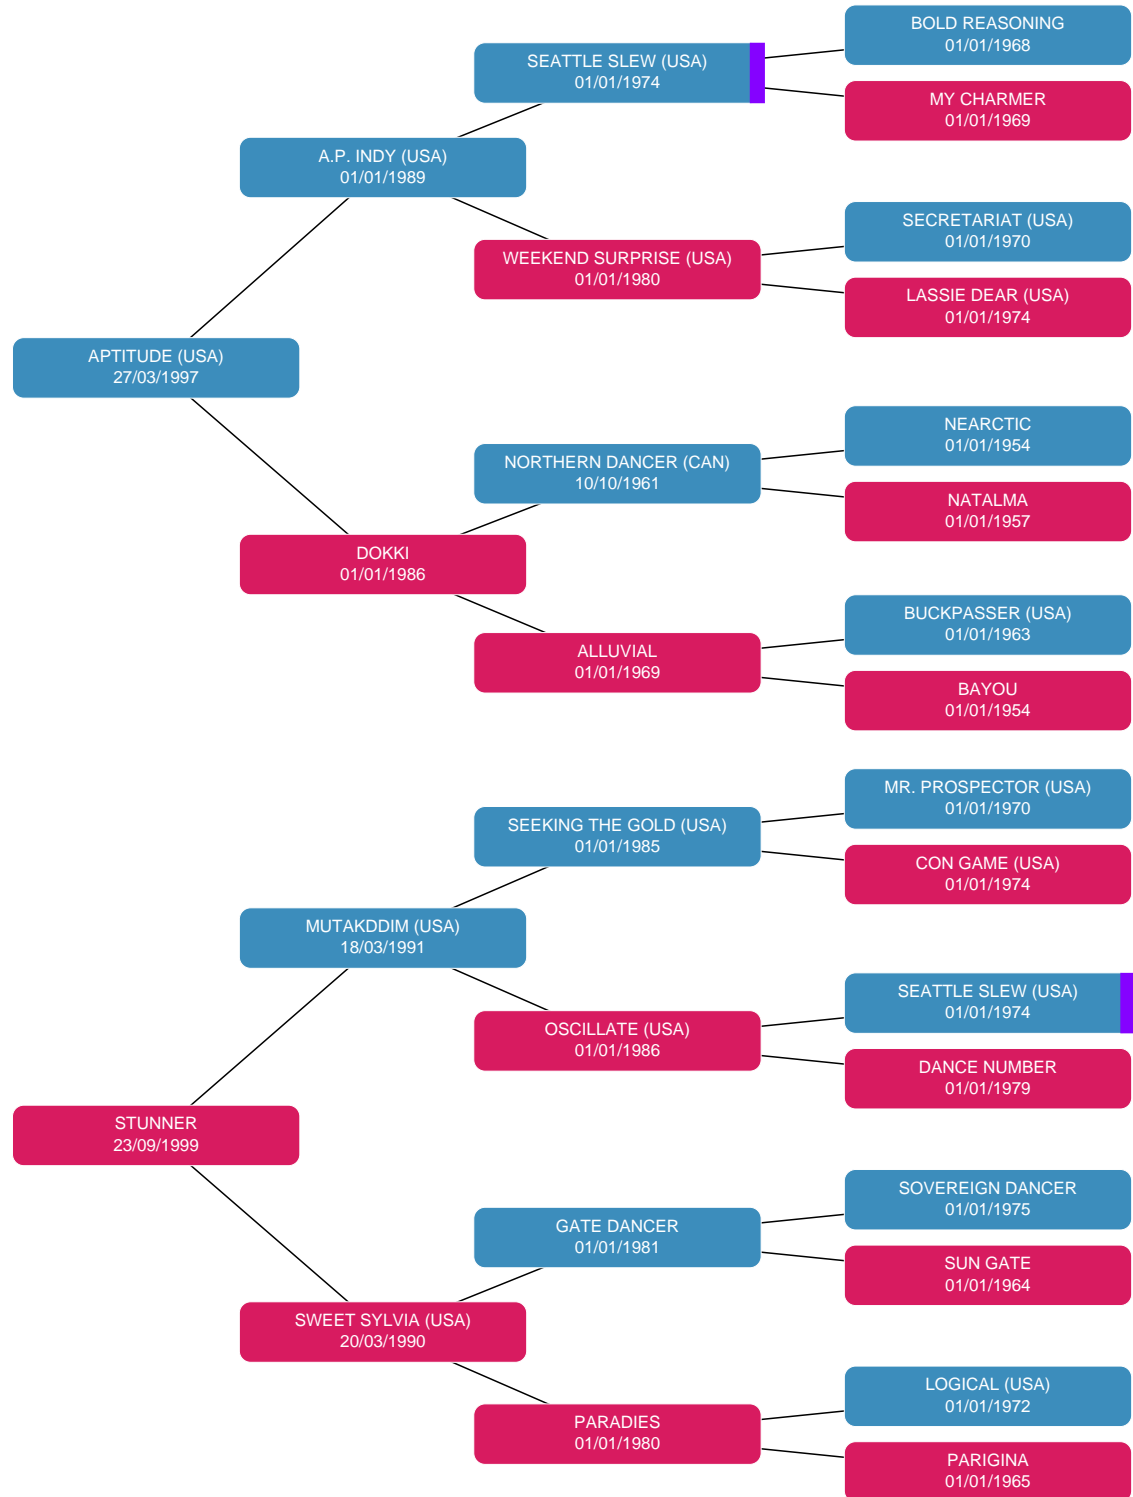 BOLD REASONING
01/01/1968
SEATTLE SLEW (USA)
01/01/1974
MY CHARMER
01/01/1969
A.P. INDY (USA)
01/01/1989
SECRETARIAT (USA)
01/01/1970
WEEKEND SURPRISE (USA)
01/01/1980
LASSIE DEAR (USA)
01/01/1974
APTITUDE (USA)
27/03/1997
NEARCTIC
01/01/1954
NORTHERN DANCER (CAN)
10/10/1961
NATALMA
01/01/1957
DOKKI
01/01/1986
BUCKPASSER (USA)
01/01/1963
ALLUVIAL
01/01/1969
BAYOU
01/01/1954
MR. PROSPECTOR (USA)
01/01/1970
SEEKING THE GOLD (USA)
01/01/1985
CON GAME (USA)
01/01/1974
MUTAKDDIM (USA)
18/03/1991
SEATTLE SLEW (USA)
01/01/1974
OSCILLATE (USA)
01/01/1986
DANCE NUMBER
01/01/1979
STUNNER
23/09/1999
SOVEREIGN DANCER
01/01/1975
GATE DANCER
01/01/1981
SUN GATE
01/01/1964
SWEET SYLVIA (USA)
20/03/1990
LOGICAL (USA)
01/01/1972
PARADIES
01/01/1980
PARIGINA
01/01/1965